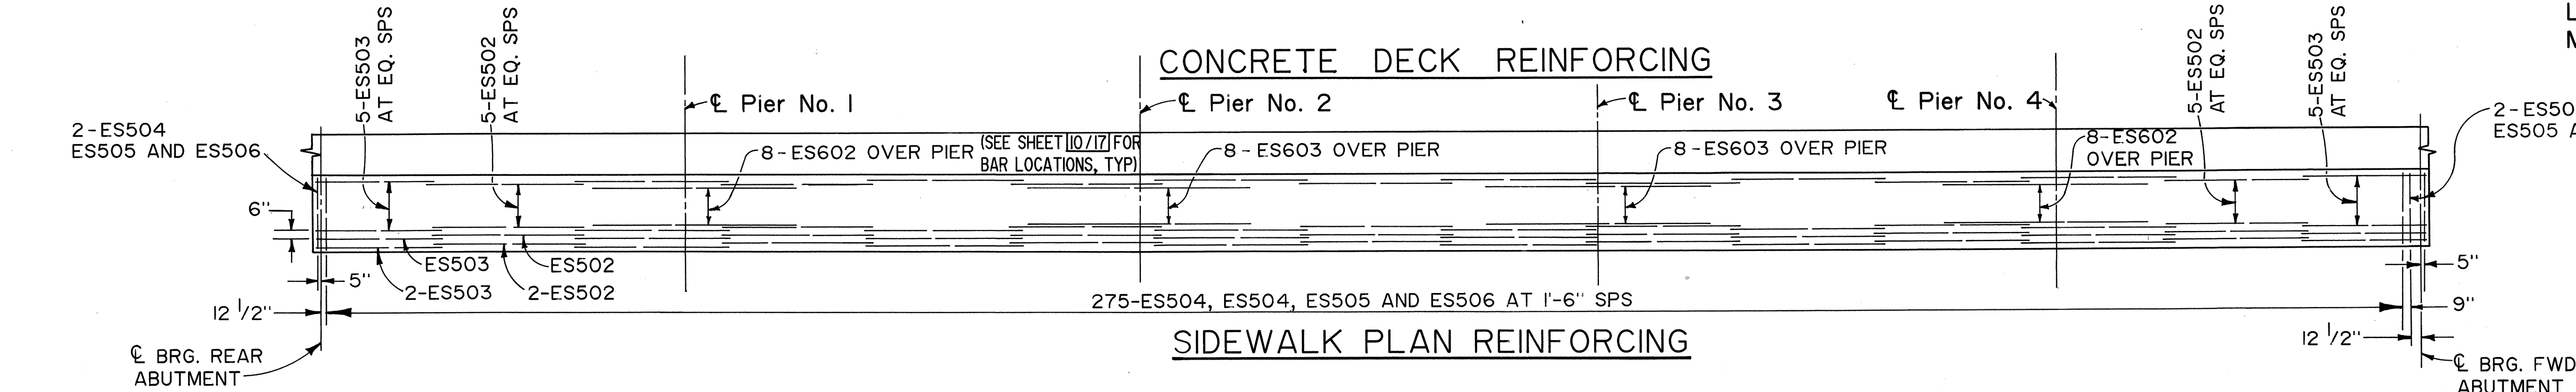 5-ES503
AT EQ. SPS
5-ES502
AT EQ. SPS
CONCRETE DECK REINFORCING
5-ES502
AT EQ. SPS
5-ES503
AT EQ. SPS
L
℄ Pier No. 1
℄ Pier No. 2
℄ Pier No. 3
℄ Pier No. 4
2-ES504
ES505 AND ES506
8-ES602 OVER PIER
(SEE SHEET 10/17 FOR
BAR LOCATIONS, TYP)
8-ES603 OVER PIER
8-ES603 OVER PIER
8-ES602
OVER PIER
2-ES50
ES505 A
6"
ES503
ES502
5"
2-ES503
2-ES502
5"
275-ES504, ES504, ES505 AND ES506 AT 1'-6" SPS
12 1/2"
9"
12 1/2"
SIDEWALK PLAN REINFORCING
℄ BRG. REAR
ABUTMENT
℄ BRG. FWD
ABUTMENT